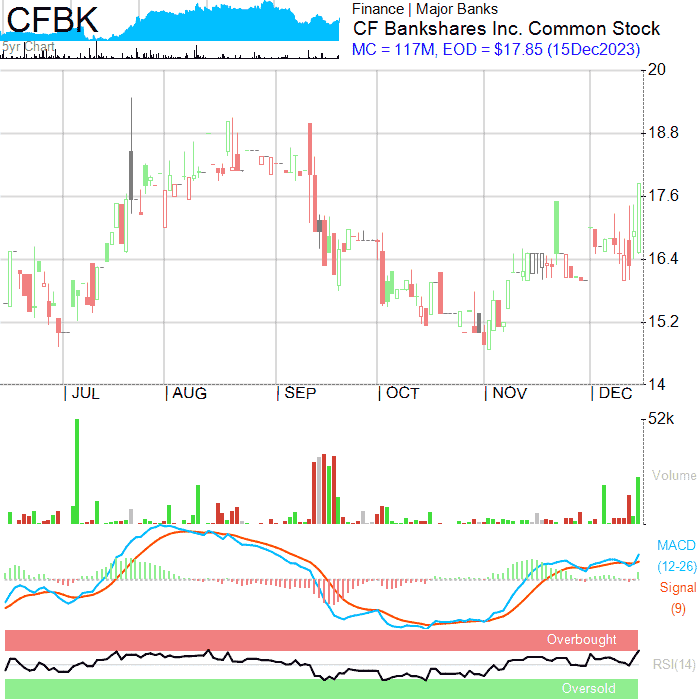 CFBK
5yr Chart
Finance | Major Banks
CF Bankshares Inc. Common Stock
MC = 117M, EOD = $17.85 (15Dec2023)
20
18.8
17.6
16.4
15.2
14
JUL
AUG
SEP
OCT
NOV
DEC
52k
Volume
MACD
(12-26)
Signal
(9)
Overbought
RSI(14)
Oversold